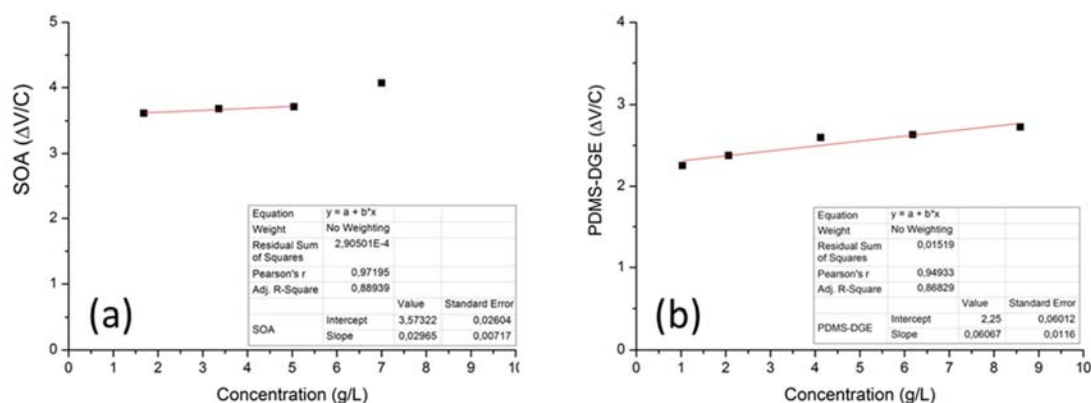 5
4
3
2
1
0
SOA (ΔV/C)
0 1 2 3 4 5 6 7 8 9 10
Concentration (g/L)
(a)
Equation y = a + b*x
Weight No Weighting
Residual Sum of Squares 2,90501E-4
Pearson's r 0,97195
Adj. R-Square 0,88939
Value Standard Error
SOA Intercept 3,57322 0,02604
Slope 0,02965 0,00717
4
3
2
1
0
PDMS-DGE (ΔV/C)
0 1 2 3 4 5 6 7 8 9 10
Concentration (g/L)
(b)
Equation y = a + b*x
Weight No Weighting
Residual Sum of Squares 0,01519
Pearson's r 0,94933
Adj. R-Square 0,86829
Value Standard Error
PDMS-DGE Intercept 2,25 0,06012
Slope 0,06067 0,0116